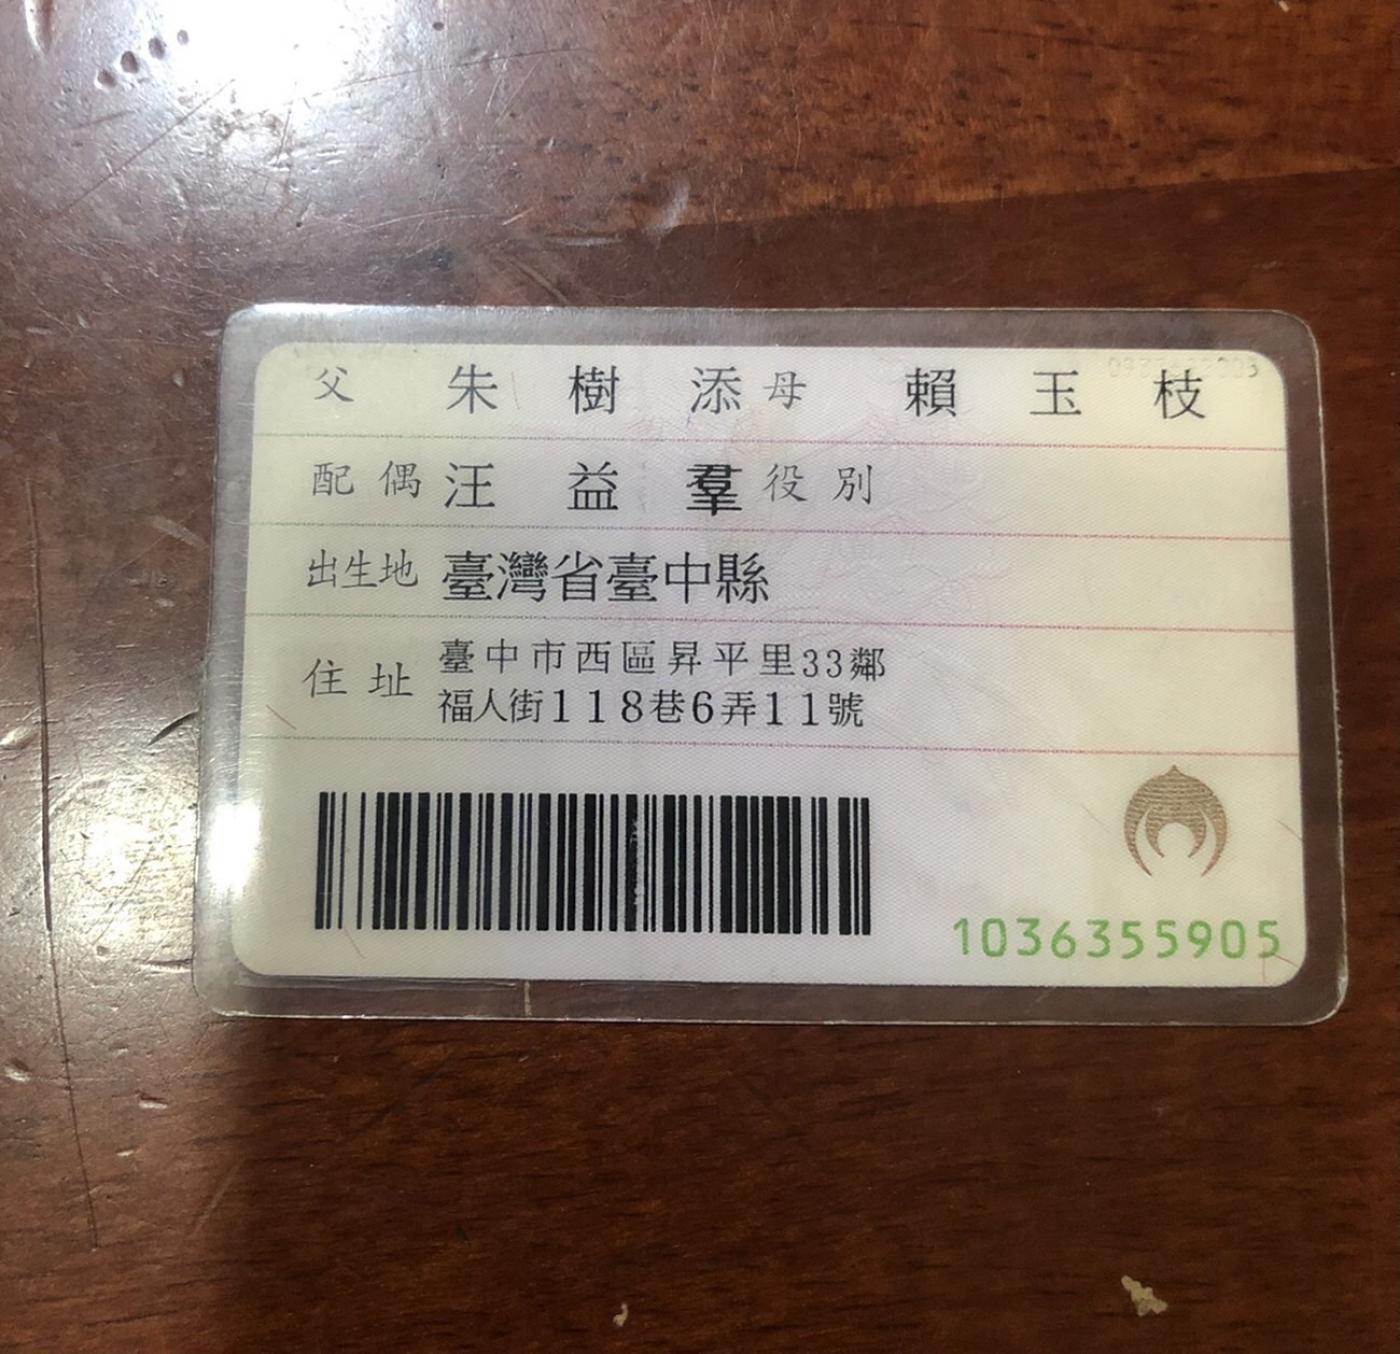 父 朱樹添 母 賴玉枝
配偶 汪益羣 役別
出生地 臺灣省臺中縣
住址 臺中市西區昇平里33鄰
福人街118巷6弄11號
1036355905